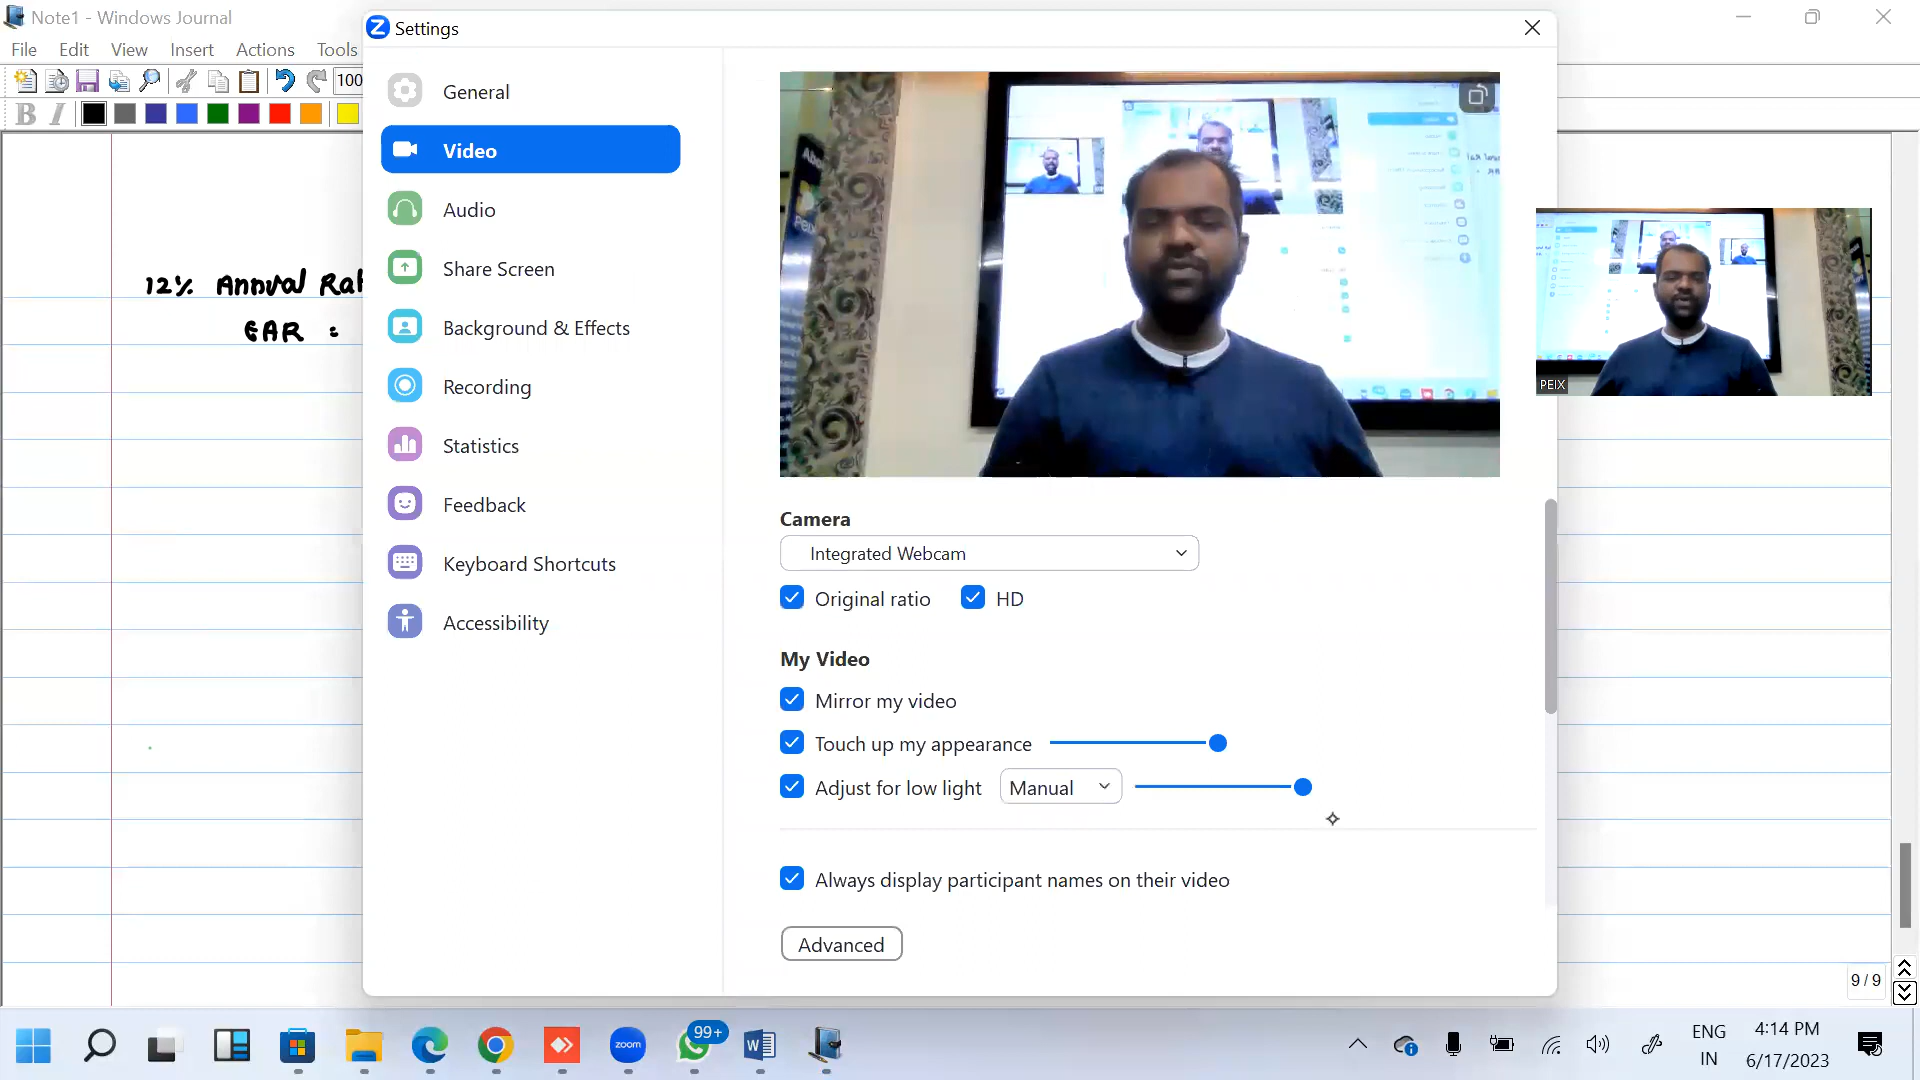 Note1 - Windows Journal
File Edit View Insert Actions Tools
100
B I
12% Annual
EAR =
Z Settings
General
Video
Audio
Share Screen
Background & Effects
Recording
Statistics
Feedback
Keyboard Shortcuts
Accessibility
PEIX
Camera
Integrated Webcam
Original ratio HD
My Video
Mirror my video
Touch up my appearance
Adjust for low light Manual
Always display participant names on their video
Advanced
9 / 9
zoom
99+
ENG
IN
4:14 PM
6/17/2023